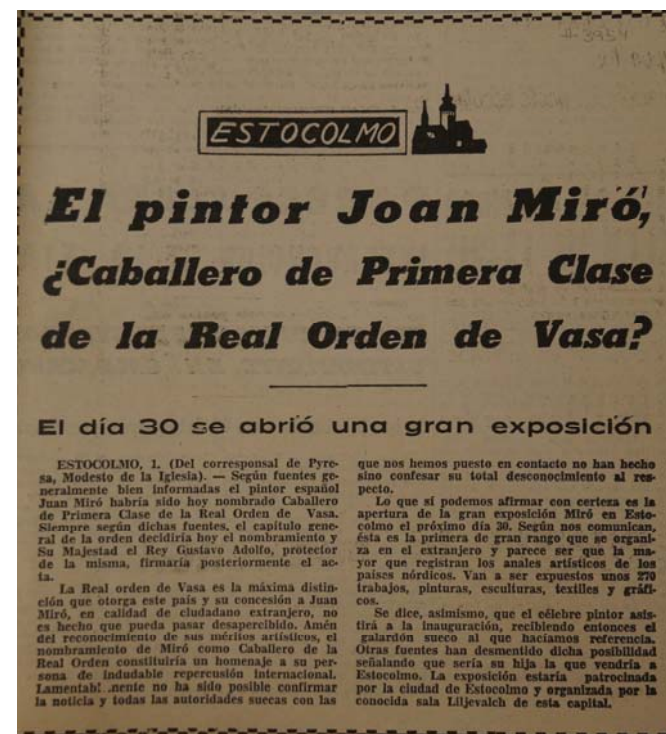 H-3954
ESTOCOLMO
El pintor Joan Miró,
¿Caballero de Primera Clase
de la Real Orden de Vasa?
El día 30 se abrió una gran exposición
ESTOCOLMO, 1. (Del corresponsal de Pyre-
sa, Modesto de la Iglesia). — Según fuentes ge-
neralmente bien informadas el pintor español
Juan Miró habría sido hoy nombrado Caballero
de Primera Clase de la Real Orden de Vasa.
Siempre según dichas fuentes, el capítulo gene-
ral de la orden decidiría hoy el nombramiento y
Su Majestad el Rey Gustavo Adolfo, protector
de la misma, firmaría posteriormente el ac-
ta.
La Real orden de Vasa es la máxima distin-
ción que otorga este país y su concesión a Juan
Miró, en calidad de ciudadano extranjero, no
es hecho que pueda pasar desapercibido. Amén
del reconocimiento de sus méritos artísticos, el
nombramiento de Miró como Caballero de la
Real Orden constituiría un homenaje a su per-
sona de indudable repercusión internacional.
Lamentabl .nente no ha sido posible confirmar
la noticia y todas las autoridades suecas con las
que nos hemos puesto en contacto no han hecho
sino confesar su total desconocimiento al res-
pecto.
Lo que sí podemos afirmar con certeza es la
apertura de la gran exposición Miró en Esto-
colmo el próximo día 30. Según nos comunican,
ésta es la primera de gran rango que se organi-
za en el extranjero y parece ser que la ma-
yor que registran los anales artísticos de los
países nórdicos. Van a ser expuestos unos 270
trabajos, pinturas, esculturas, textiles y gráfi-
cos.
Se dice, asimismo, que el célebre pintor asis-
tirá a la inauguración, recibiendo entonces el
galardón sueco al que hacíamos referencia.
Otras fuentes han desmentido dicha posibilidad
señalando que sería su hija la que vendría a
Estocolmo. La exposición estaría patrocinada
por la ciudad de Estocolmo y organizada por la
conocida sala Liljevalch de esta capital.